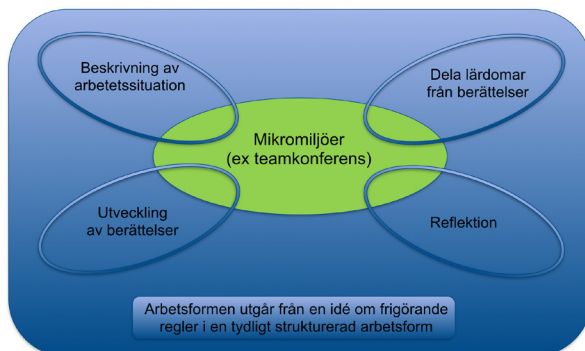 Beskrivning av
arbetetssituation
Dela lärdomar
från berättelser
Mikromiljöer
(ex teamkonferens)
Utveckling
av berättelser
Reflektion
Arbetsformen utgår från en idé om frigörande
regler i en tydligt strukturerad arbetsform